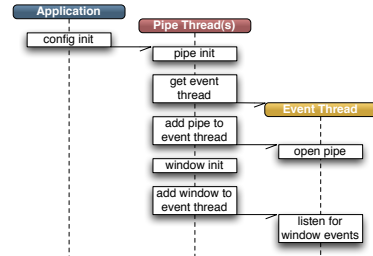 Application
Pipe Thread(s)
config init
pipe init
get event
thread
Event Thread
add pipe to
event thread
open pipe
window init
add window to
event thread
listen for
window events